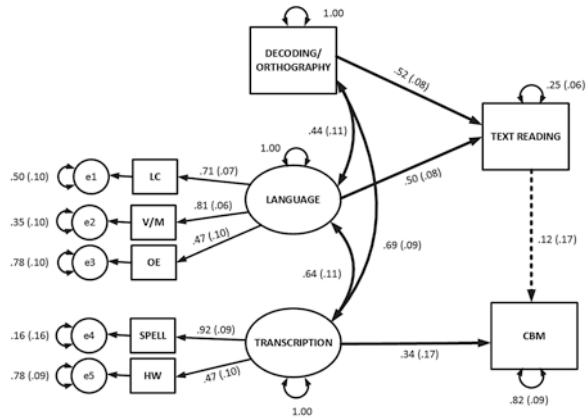 1.00
DECODING/
ORTHOGRAPHY
.52 (.08)
.25 (.06)
TEXT READING
.44 (.11)
1.00
.50 (.10)
e1
LC
.71 (.07)
LANGUAGE
.50 (.08)
.35 (.10)
e2
V/M
.81 (.06)
.78 (.10)
e3
OE
.47 (.10)
.69 (.09)
.12 (.17)
.64 (.11)
.16 (.16)
e4
SPELL
.92 (.09)
TRANSCRIPTION
.34 (.17)
CBM
.78 (.09)
e5
HW
.47 (.10)
1.00
.82 (.09)